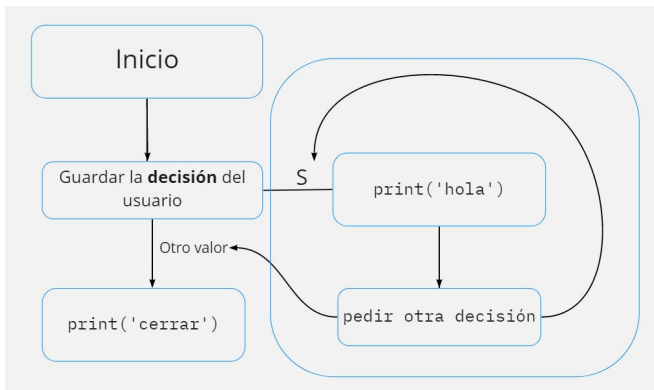 Inicio
Guardar la decisión del
usuario
S
print('hola')
Otro valor
print('cerrar')
pedir otra decisión